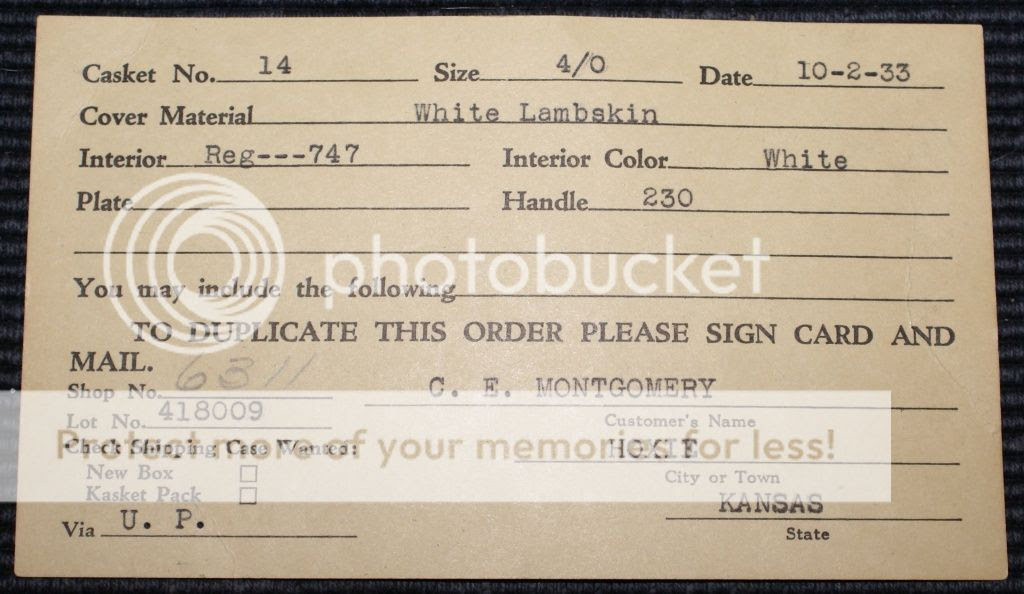 Casket No. 14 Size 4/0 Date 10-2-33
Cover Material White Lambskin
Interior Reg---747 Interior Color White
Plate Handle 230
photobucket
You may include the following
TO DUPLICATE THIS ORDER PLEASE SIGN CARD AND
MAIL.
Shop No. 6311 C. E. MONTGOMERY
Lot No. 418009 Customer's Name
Protect more of your memories for less!
Check Shipping Case Wanted: HOXIE
New Box City or Town
Kasket Pack KANSAS
Via U. P. State